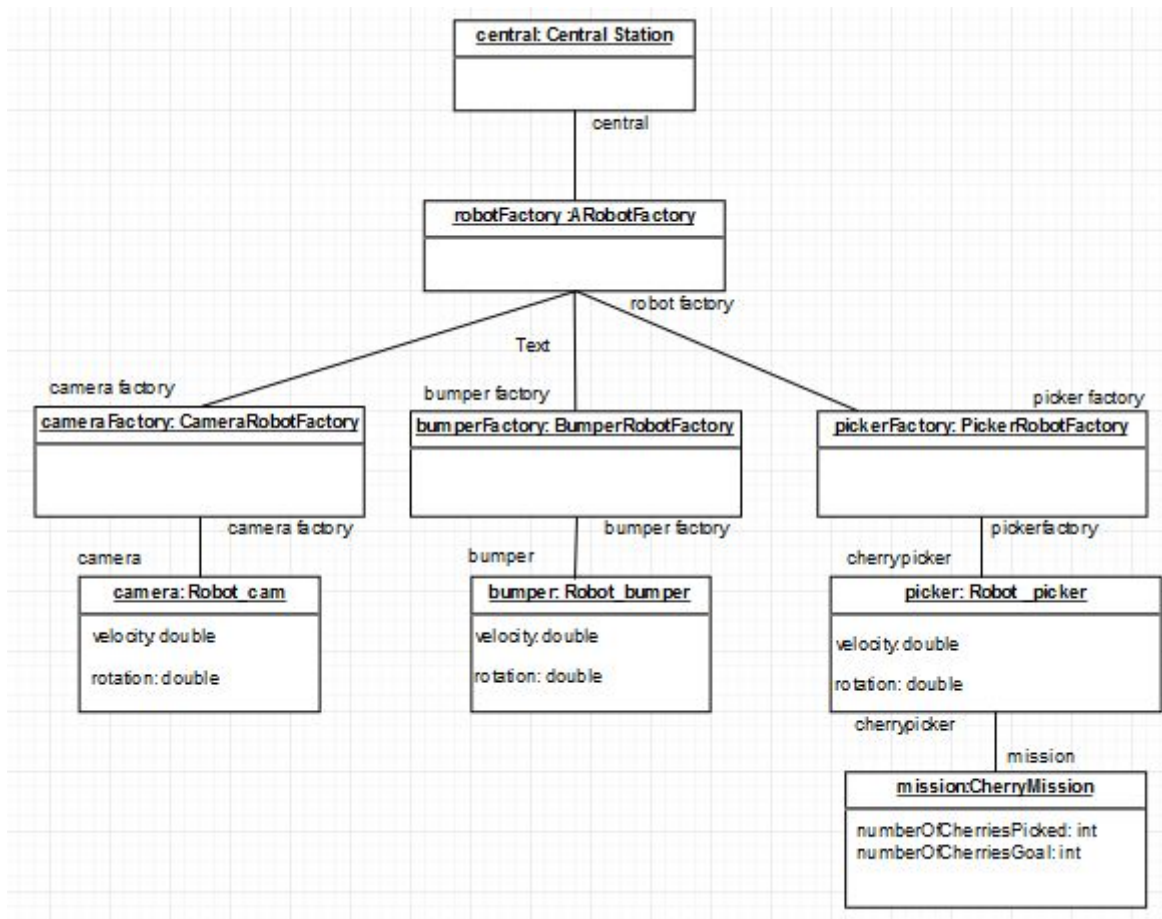 central: Central Station
central
robotFactory :ARobotFactory
robot factory
Text
camera factory
bumper factory
picker factory
cameraFactory: CameraRobotFactory
bumperFactory: BumperRobotFactory
pickerFactory: PickerRobotFactory
camera factory
bumper factory
pickerfactory
camera
bumper
cherrypicker
camera: Robot_cam
velocity: double
rotation: double
bumper: Robot_bumper
velocity: double
rotation: double
picker: Robot _picker
velocity: double
rotation: double
cherrypicker
mission
mission:CherryMission
numberOfCherriesPicked: int
numberOfCherriesGoal: int